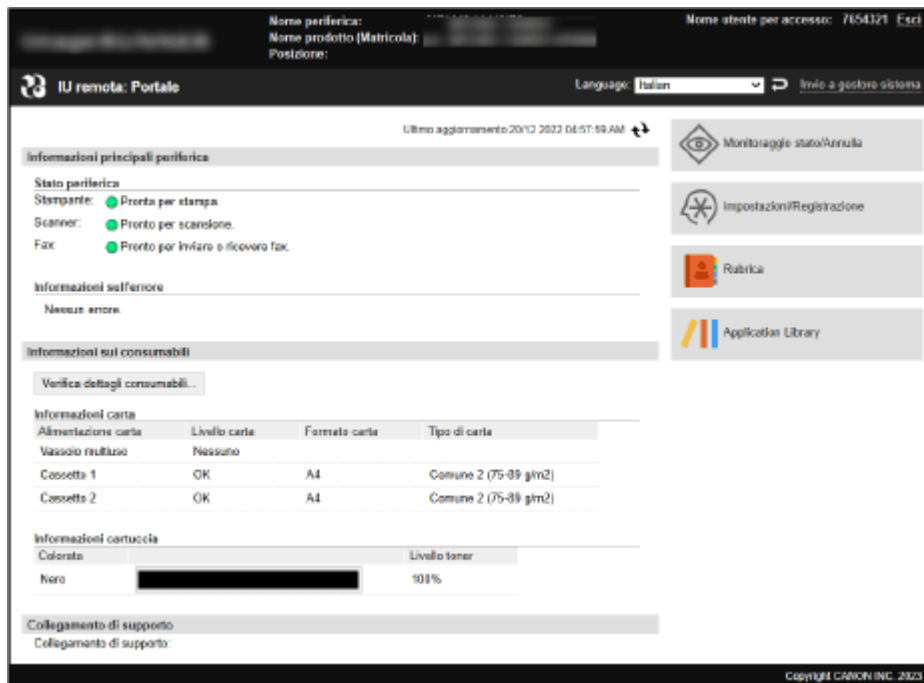 Nome periferica:
Nome prodotto (Matricola):
Posizione:
Nome utente per accesso: 7654321 Esci
IU remota: Portale
Language: Italian
Invio a gestore sistema
Ultimo aggiornamento 20/12 2022 04:57:59 AM
Informazioni principali periferica
Stato periferica
Stampante: Pronta per stampa.
Scanner: Pronto per scansione.
Fax: Pronto per inviare o ricevere fax.
Informazioni sull'errore
Nessun errore.
Informazioni sui consumabili
Verifica dettagli consumabili...
Informazioni carta
Alimentazione carta Livello carta Formato carta Tipo di carta
Vassoio multiuso Nessuno
Cassetto 1 OK A4 Comune 2 (75-89 g/m2)
Cassetto 2 OK A4 Comune 2 (75-89 g/m2)
Informazioni cartuccia
Colorata Livello toner
Nero 100%
Collegamento di supporto
Collegamento di supporto:
Monitoraggio stato/Annulla
Impostazioni/Registrazione
Rubrica
Application Library
Copyright CANON INC. 2023